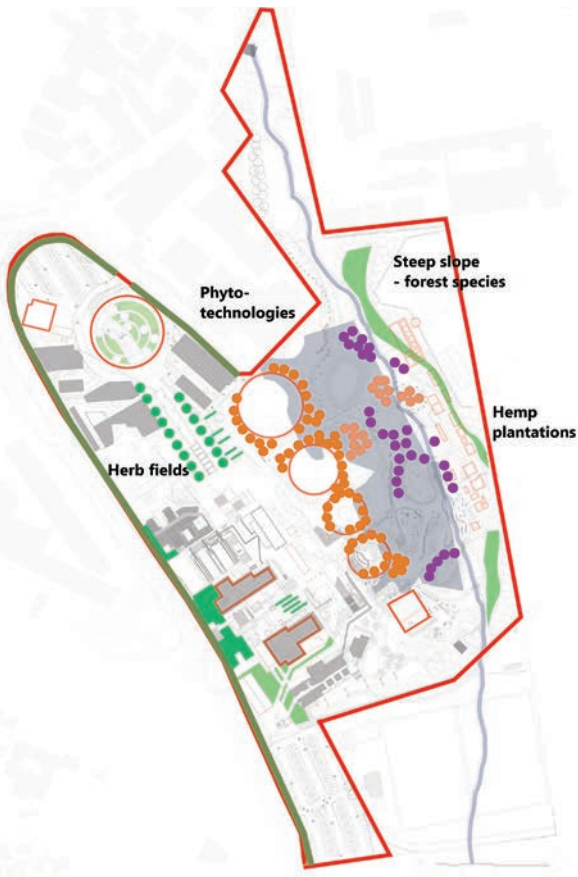 Steep slope
- forest species
Phyto-
technologies
Hemp
plantations
Herb fields